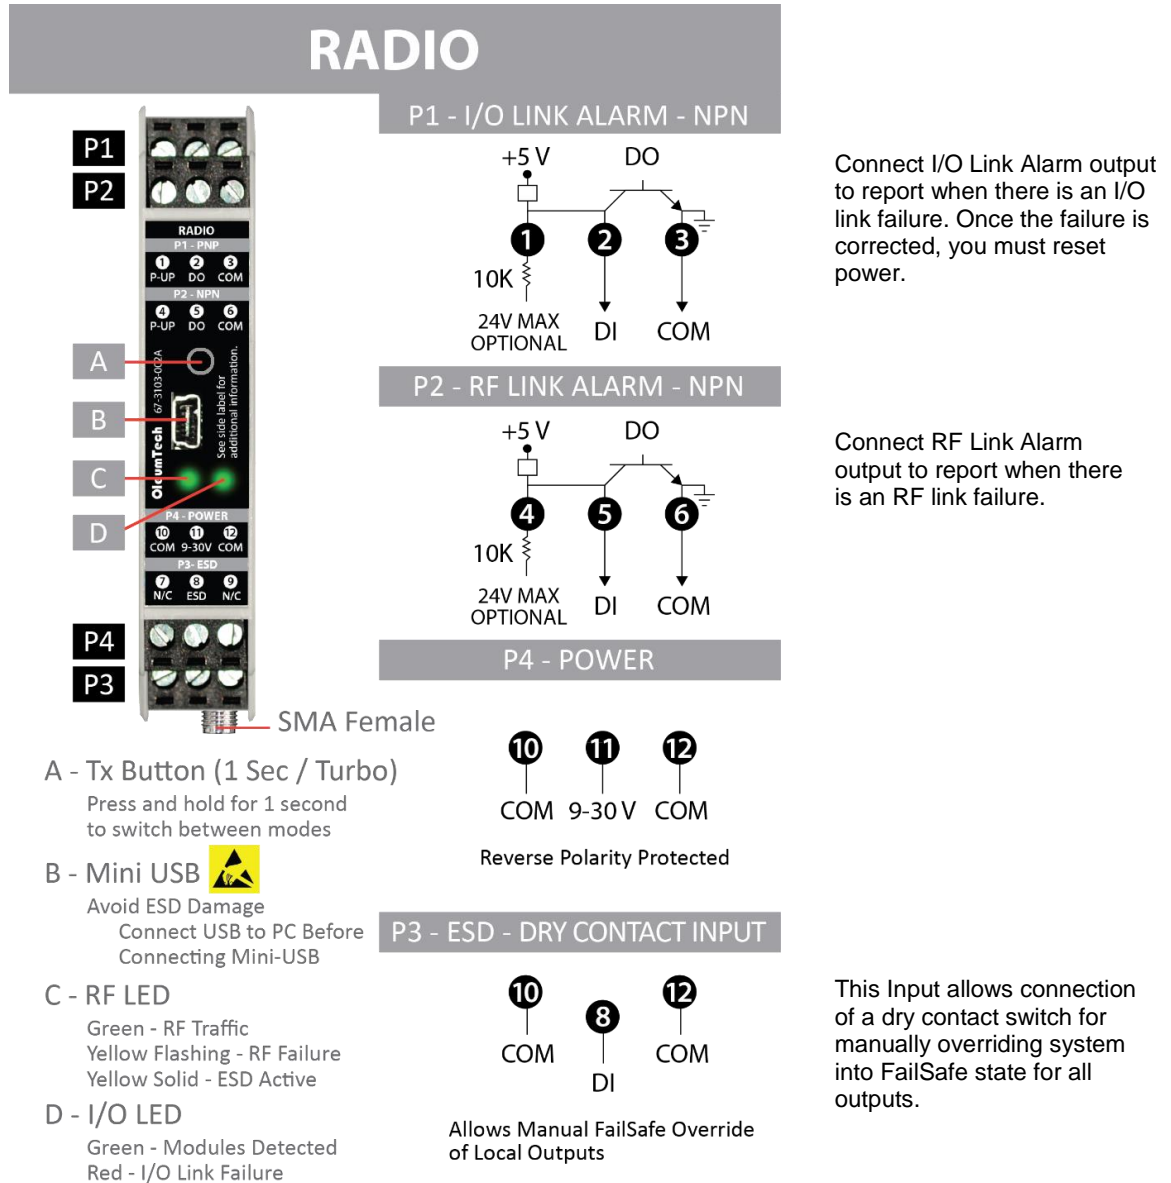 RADIO
P1
P2
RADIO
P1 - PNP
1 2 3
P-UP DO COM
P2 - NPN
4 5 6
P-UP DO COM
A
B
C
D
OleumTech 67-3103-002A
See side label for
additional information.
P4 - POWER
10 11 12
COM 9-30V COM
P3- ESD
7 8 9
N/C ESD N/C
P4
P3
SMA Female
A - Tx Button (1 Sec / Turbo)
Press and hold for 1 second
to switch between modes
B - Mini USB
Avoid ESD Damage
Connect USB to PC Before
Connecting Mini-USB
C - RF LED
Green - RF Traffic
Yellow Flashing - RF Failure
Yellow Solid - ESD Active
D - I/O LED
Green - Modules Detected
Red - I/O Link Failure
P1 - I/O LINK ALARM - NPN
+5 V DO
1 2 3
10K
24V MAX
OPTIONAL
DI COM
Connect I/O Link Alarm output
to report when there is an I/O
link failure. Once the failure is
corrected, you must reset
power.
P2 - RF LINK ALARM - NPN
+5 V DO
4 5 6
10K
24V MAX
OPTIONAL
DI COM
Connect RF Link Alarm
output to report when there
is an RF link failure.
P4 - POWER
10 11 12
COM 9-30 V COM
Reverse Polarity Protected
P3 - ESD - DRY CONTACT INPUT
10 8 12
COM DI COM
Allows Manual FailSafe Override
of Local Outputs
This Input allows connection
of a dry contact switch for
manually overriding system
into FailSafe state for all
outputs.